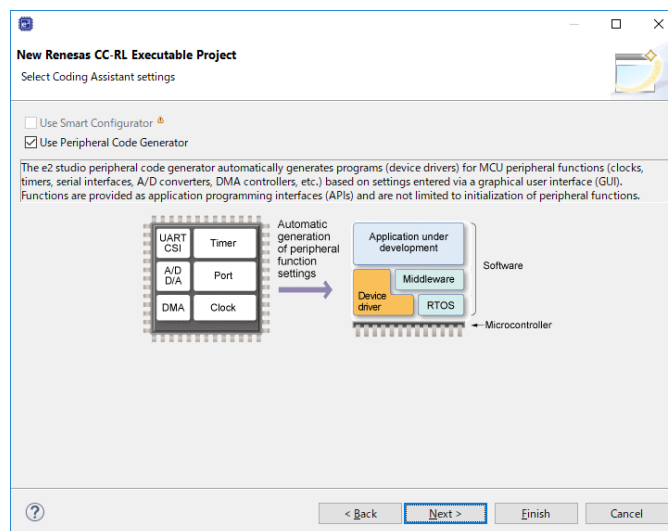 e²
New Renesas CC-RL Executable Project
Select Coding Assistant settings
Use Smart Configurator
Use Peripheral Code Generator
The e2 studio peripheral code generator automatically generates programs (device drivers) for MCU peripheral functions (clocks,
timers, serial interfaces, A/D converters, DMA controllers, etc.) based on settings entered via a graphical user interface (GUI).
Functions are provided as application programming interfaces (APIs) and are not limited to initialization of peripheral functions.
UART
CSI
Timer
A/D
D/A
Port
DMA
Clock
Automatic
generation
of peripheral
function
settings
Application under
development
Middleware
Device
driver
RTOS
Software
Microcontroller
?
< Back
Next >
Finish
Cancel